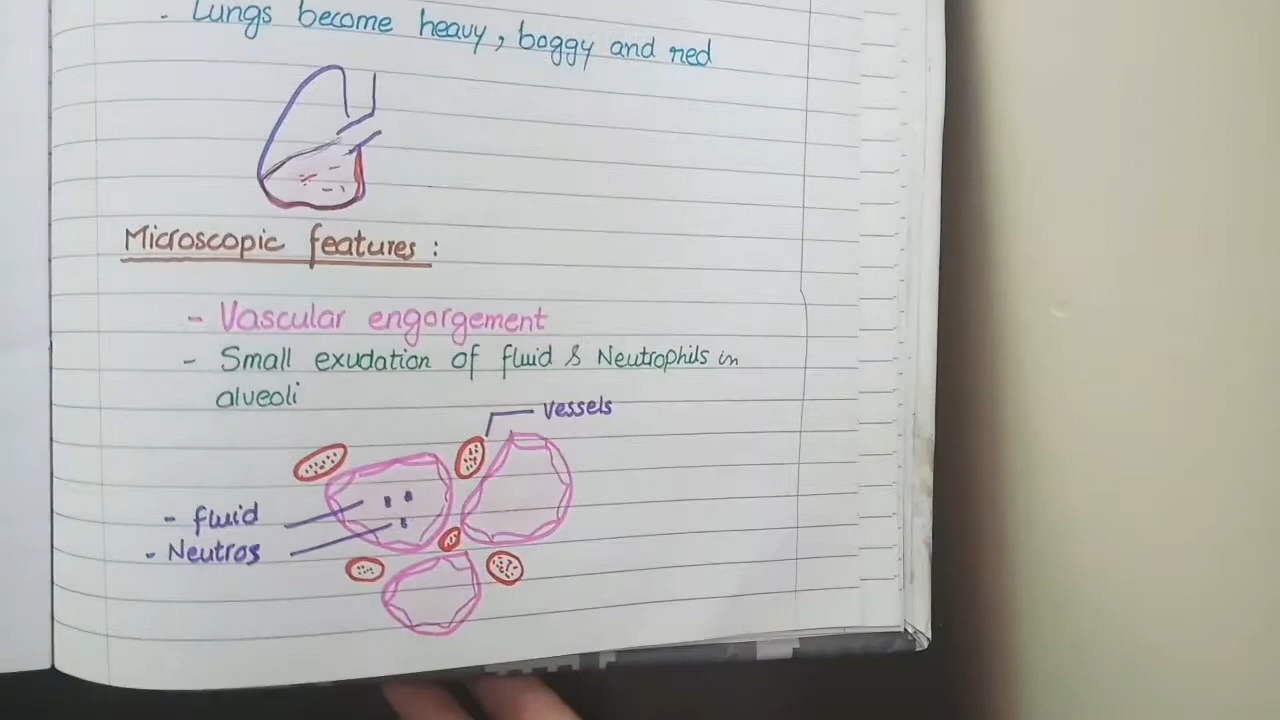 - Lungs become heavy, boggy and red
Microscopic features :
- Vascular engorgement
- Small exudation of fluid & Neutrophils in
alveoli
vessels
- fluid
- Neutros